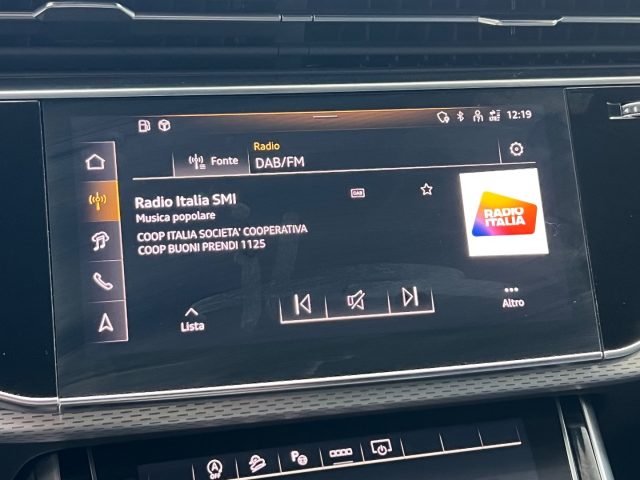 12:19
Fonte
Radio
DAB/FM
Radio Italia SMI
DAB
Musica popolare
COOP ITALIA SOCIETA' COOPERATIVA
COOP BUONI PRENDI 1125
RADIO
ITALIA
Lista
Altro
A
OFF
P